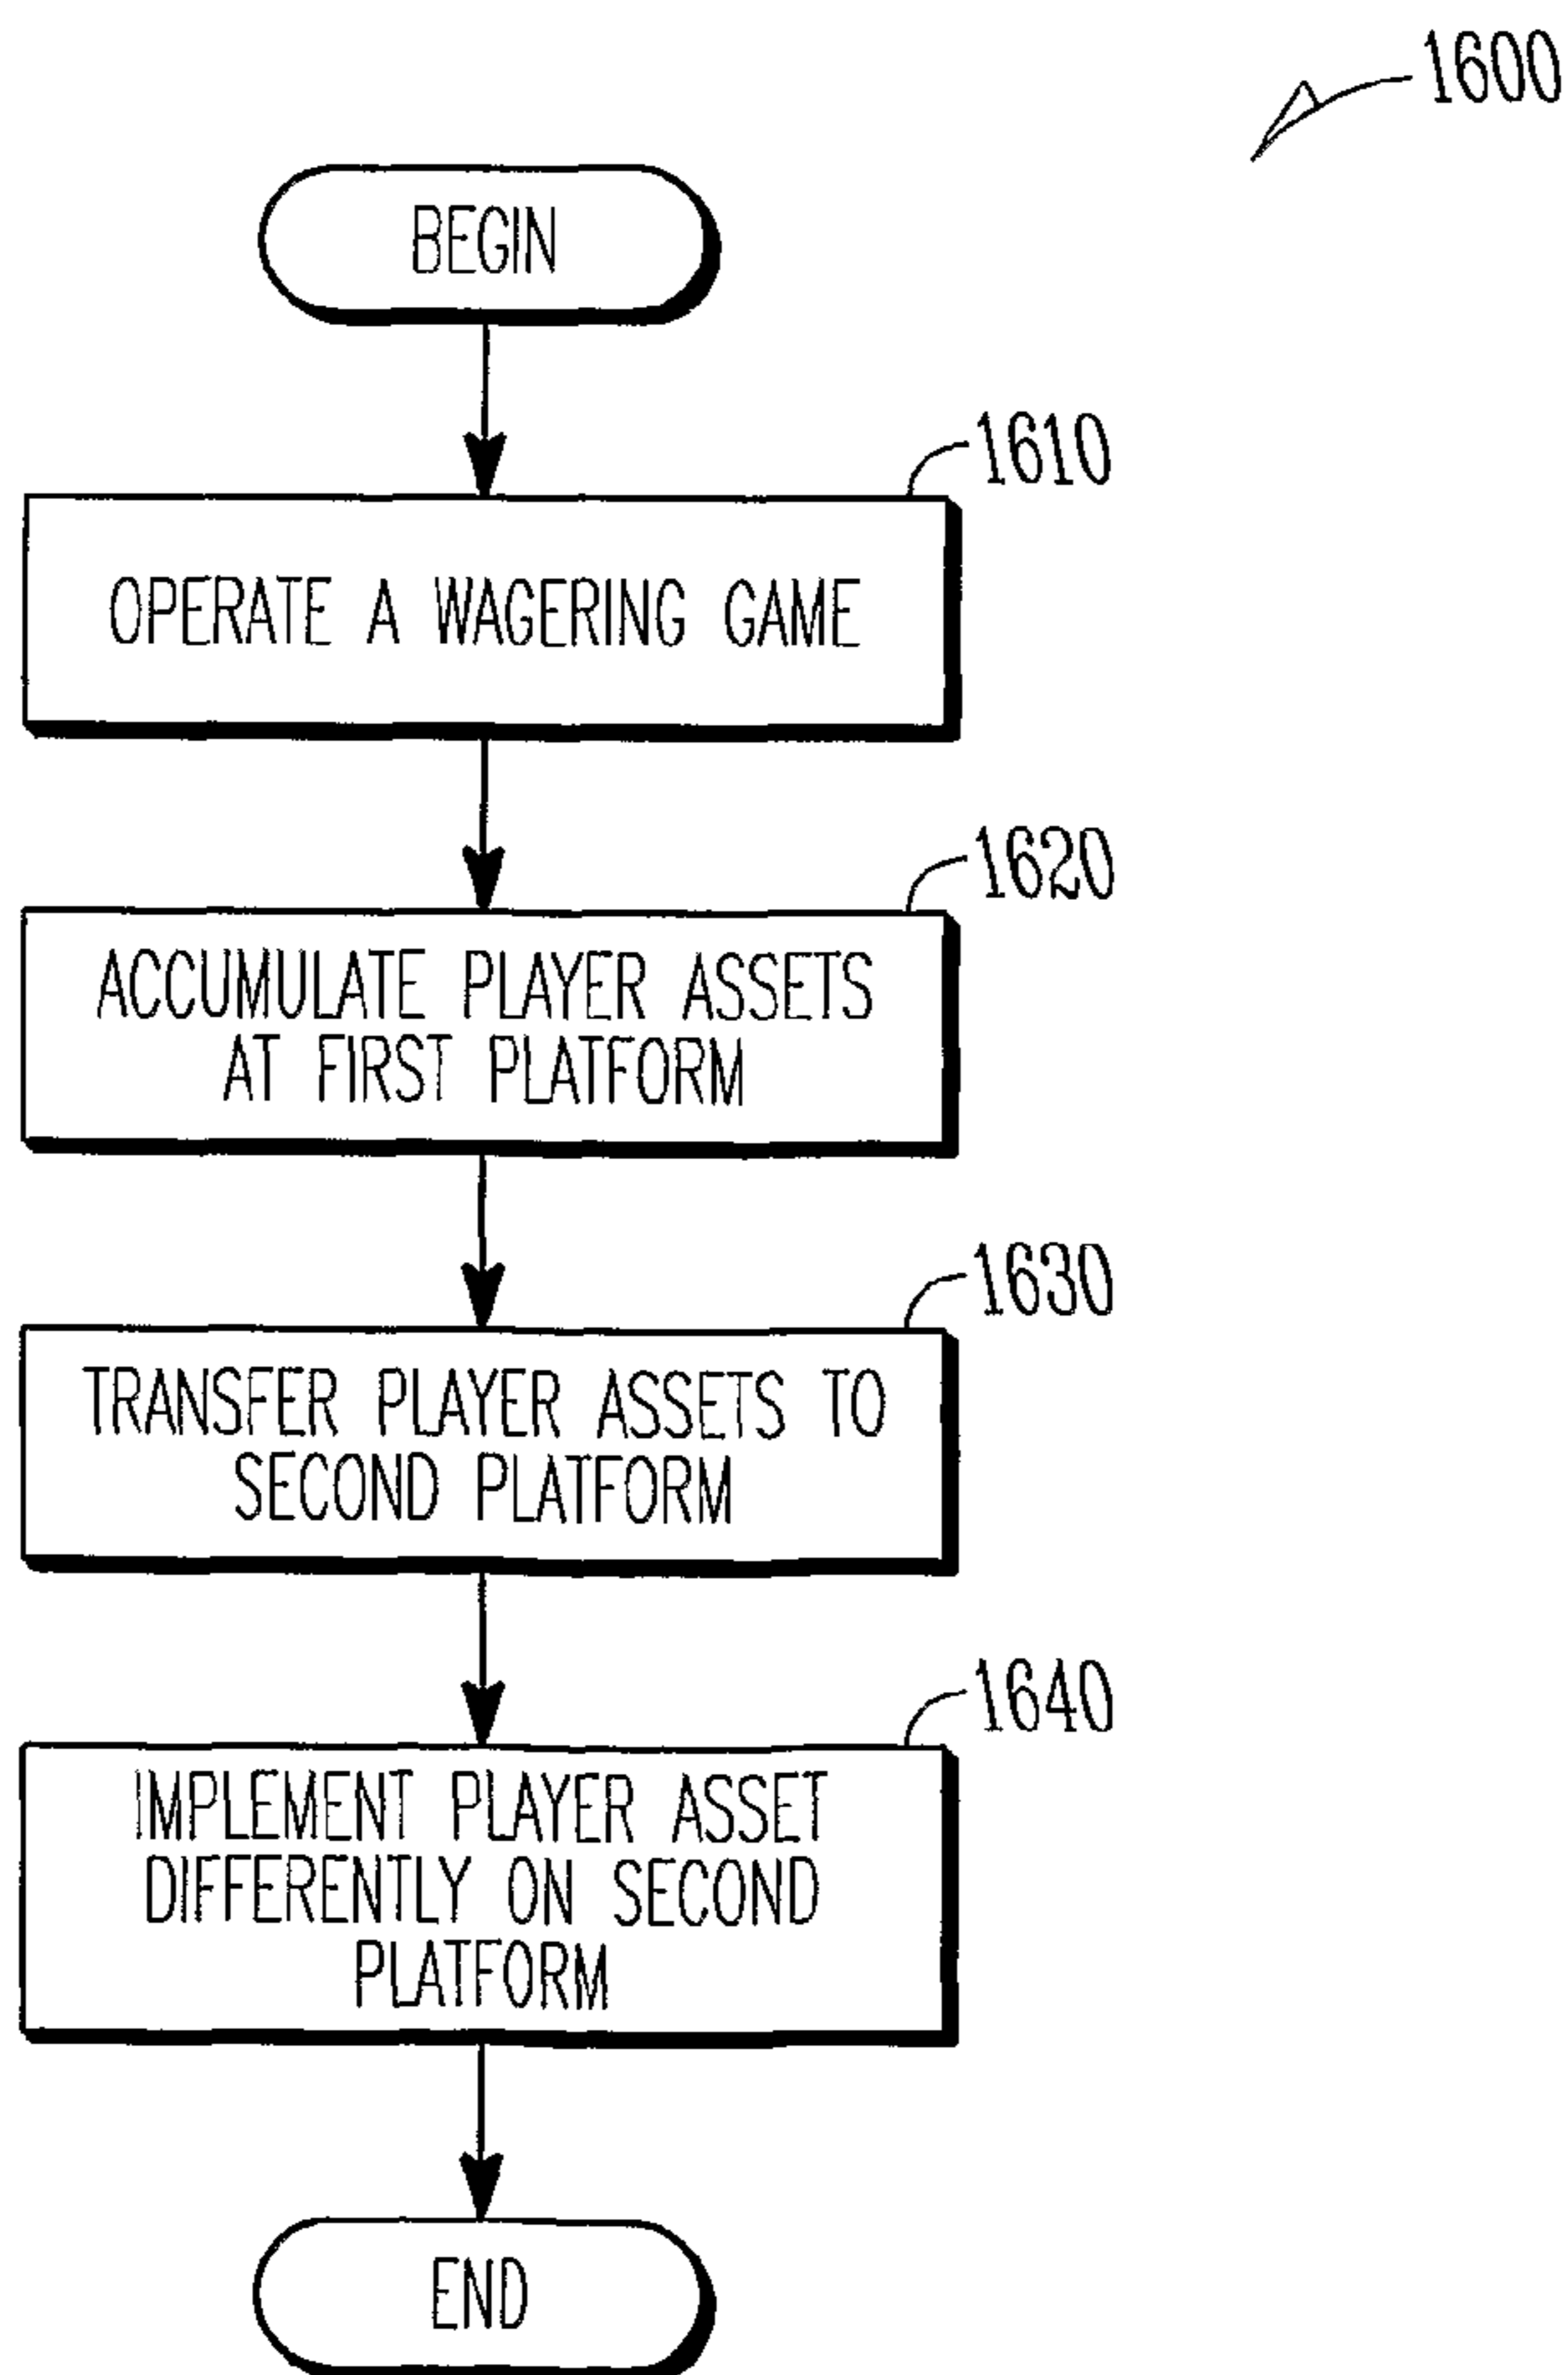 1600
BEGIN
1610
OPERATE A WAGERING GAME
1620
ACCUMULATE PLAYER ASSETS
AT FIRST PLATFORM
1630
TRANSFER PLAYER ASSETS TO
SECOND PLATFORM
1640
IMPLEMENT PLAYER ASSET
DIFFERENTLY ON SECOND
PLATFORM
END